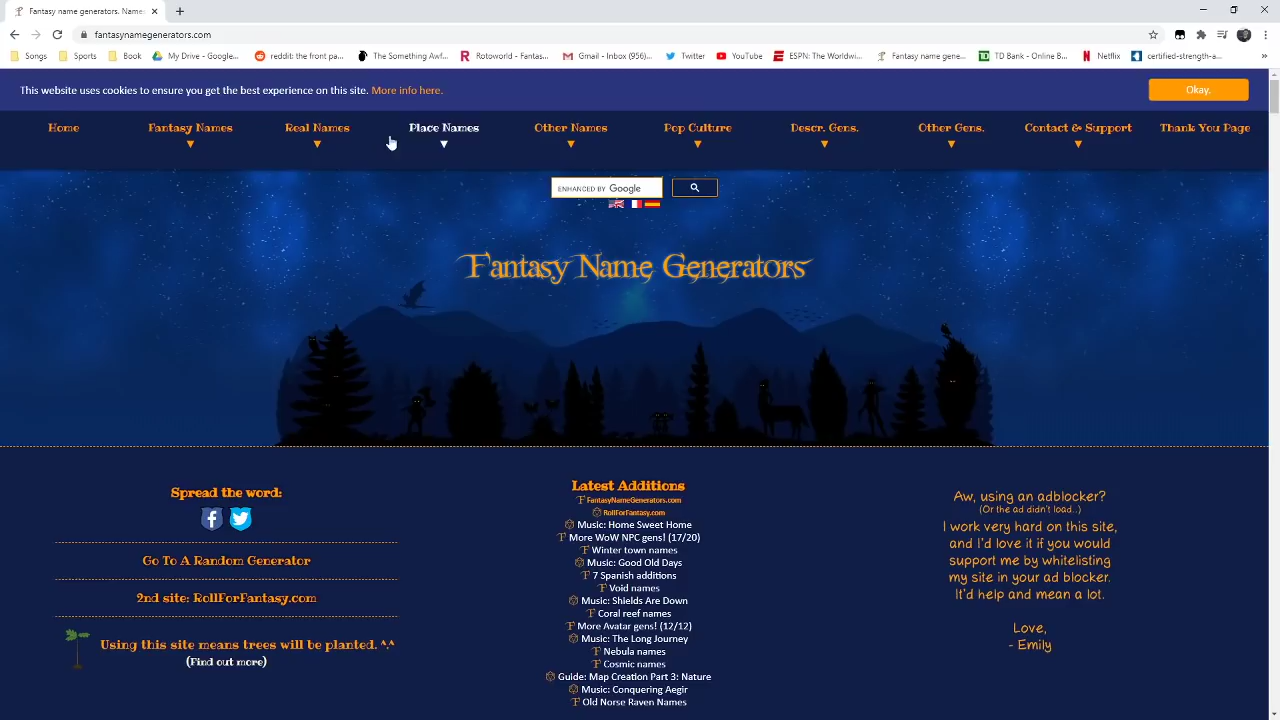 Fantasy name generators. Names
fantasynamegenerators.com
Songs Sports Book My Drive - Google... reddit: the front pa... The Something Awf... Rotoworld - Fantas... Gmail - Inbox (956)... Twitter YouTube ESPN: The Worldwi... Fantasy name gene... TD Bank - Online B... Netflix certified-strength-a...
This website uses cookies to ensure you get the best experience on this site. More info here. Okay.
Home Fantasy Names Real Names Place Names Other Names Pop Culture Descr. Gens. Other Gens. Contact & Support Thank You Page
ENHANCED BY Google
Fantasy Name Generators
Spread the word:
Go To A Random Generator
2nd site: RollForFantasy.com
Using this site means trees will be planted. ^.^
(Find out more)
Latest Additions
FantasyNameGenerators.com
RollForFantasy.com
Music: Home Sweet Home
More WoW NPC gens! (17/20)
Winter town names
Music: Good Old Days
7 Spanish additions
Void names
Music: Shields Are Down
Coral reef names
More Avatar gens! (12/12)
Music: The Long Journey
Nebula names
Cosmic names
Guide: Map Creation Part 3: Nature
Music: Conquering Aegir
Old Norse Raven Names
Aw, using an adblocker?
(Or the ad didn't load..)
I work very hard on this site,
and I'd love it if you would
support me by whitelisting
my site in your ad blocker.
It'd help and mean a lot.
Love,
- Emily